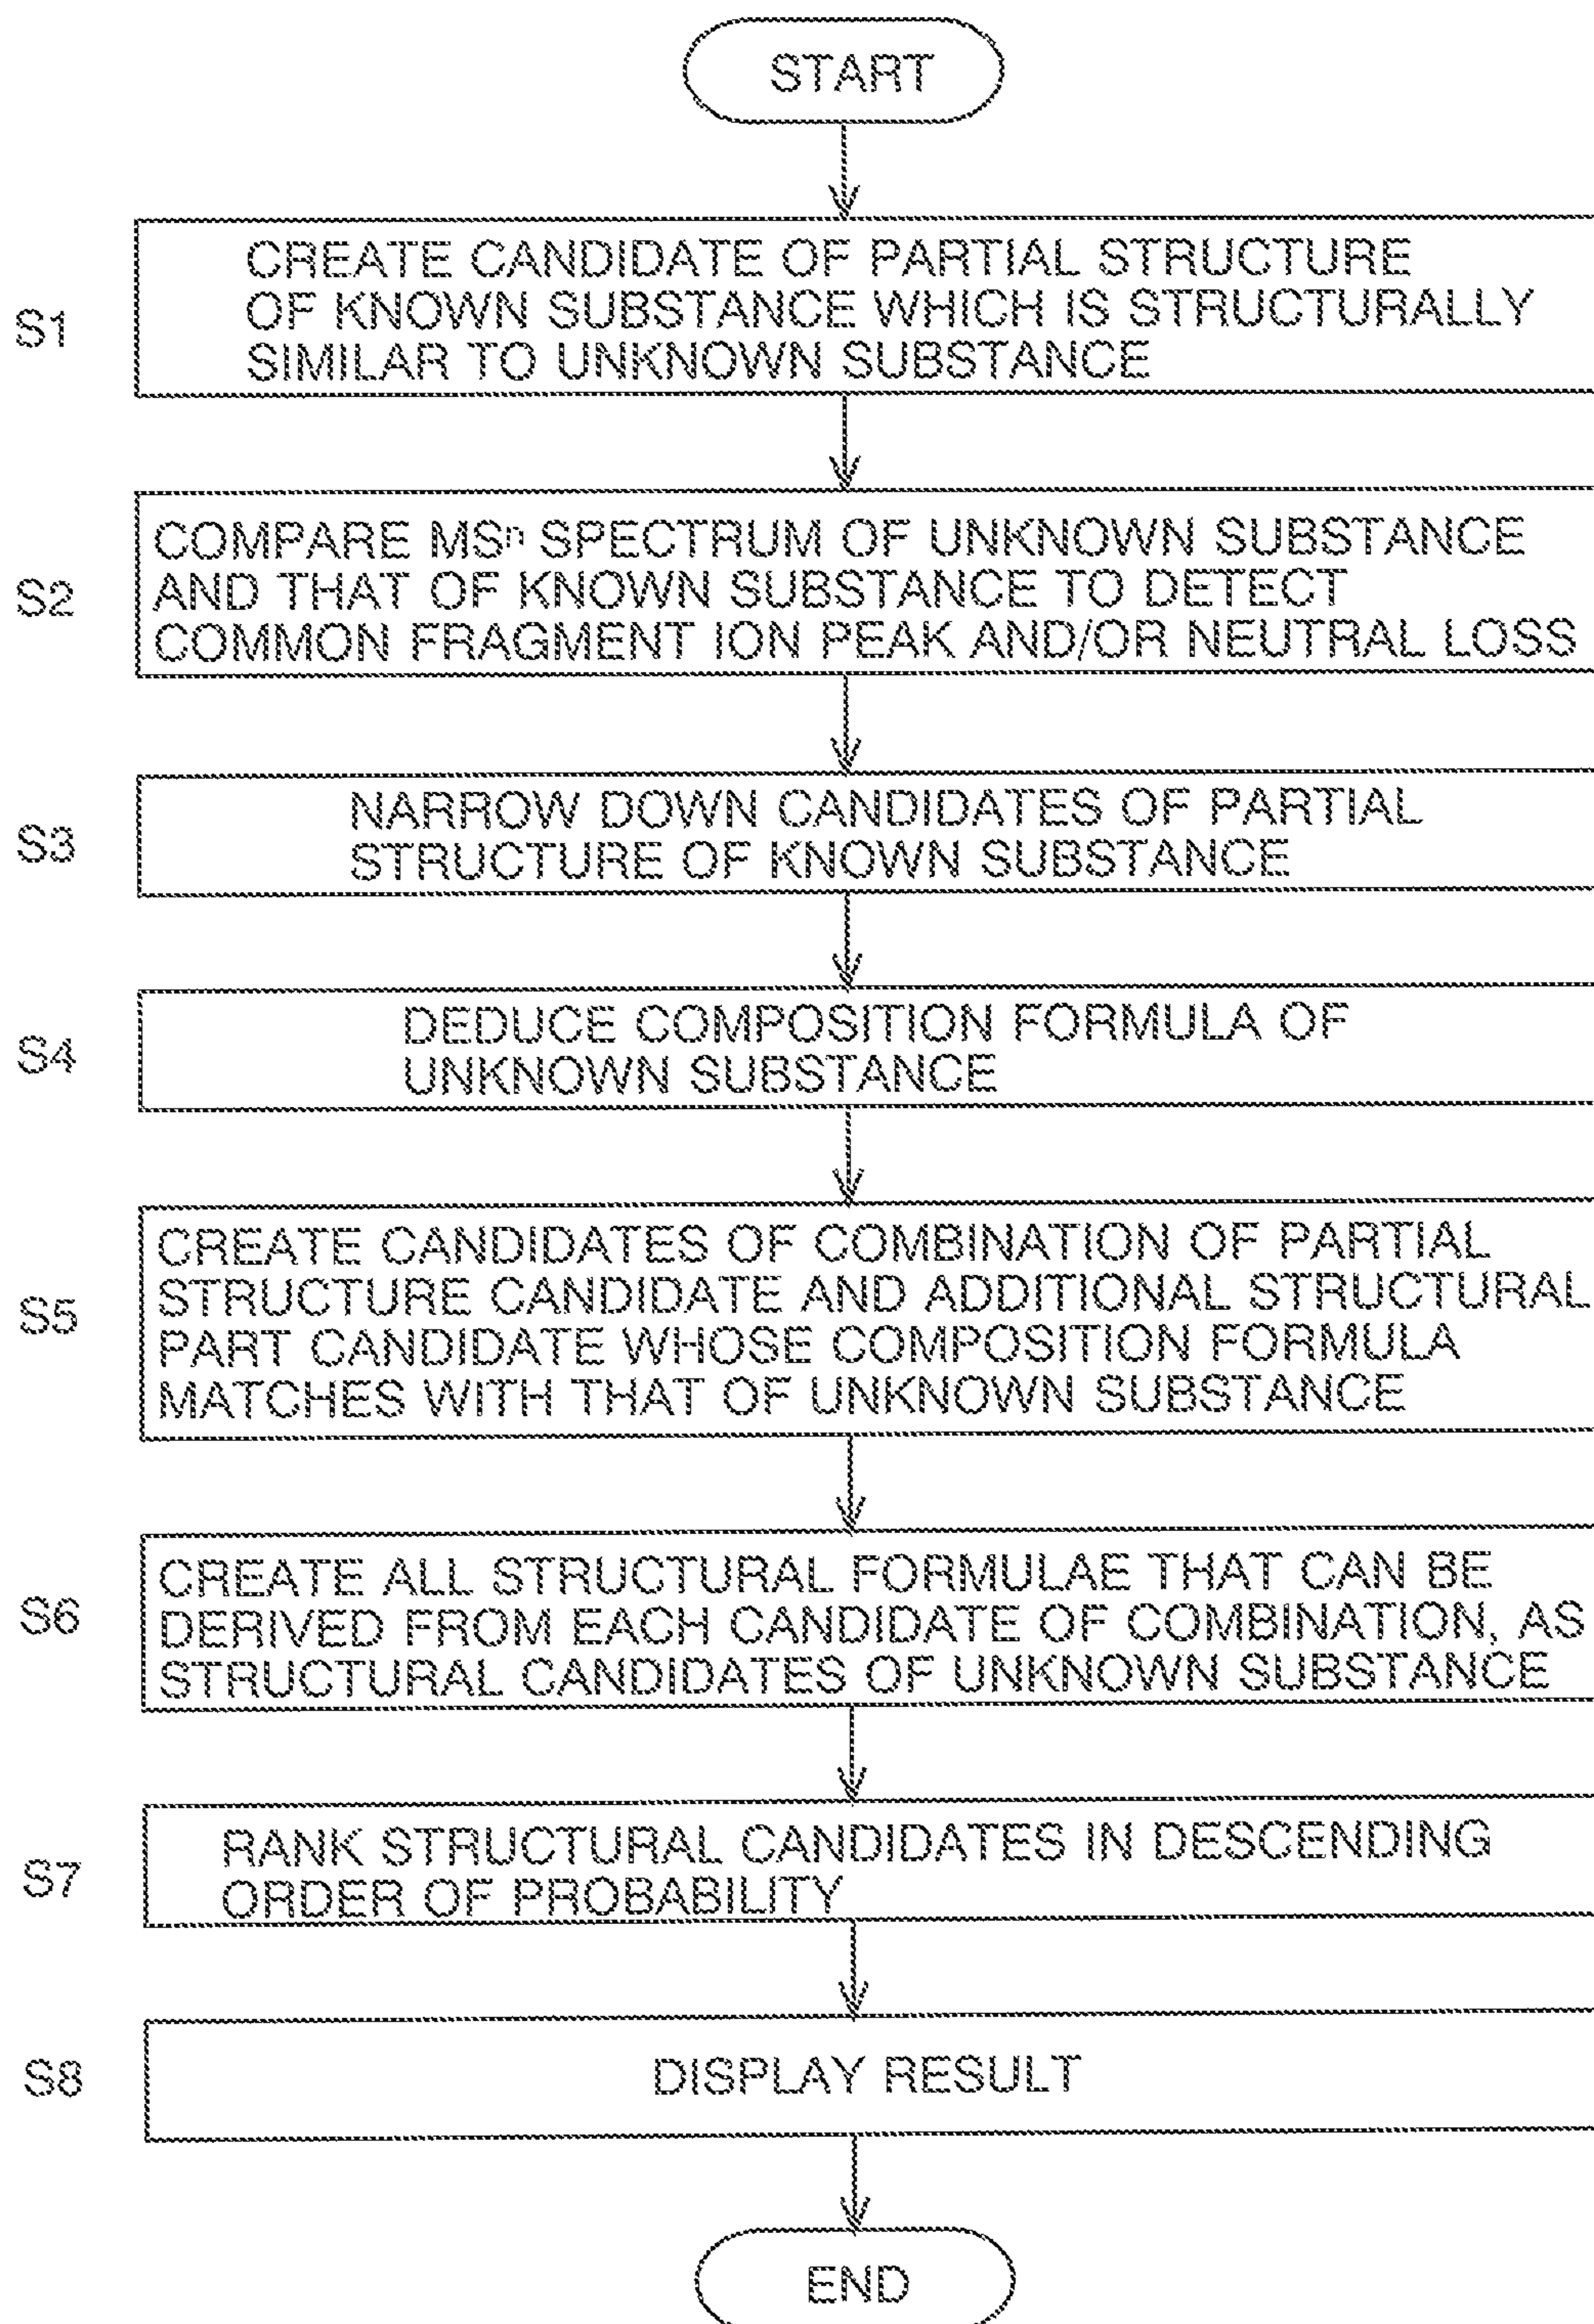 START
S1
CREATE CANDIDATE OF PARTIAL STRUCTURE
OF KNOWN SUBSTANCE WHICH IS STRUCTURALLY
SIMILAR TO UNKNOWN SUBSTANCE
S2
COMPARE MSⁿ SPECTRUM OF UNKNOWN SUBSTANCE
AND THAT OF KNOWN SUBSTANCE TO DETECT
COMMON FRAGMENT ION PEAK AND/OR NEUTRAL LOSS
S3
NARROW DOWN CANDIDATES OF PARTIAL
STRUCTURE OF KNOWN SUBSTANCE
S4
DEDUCE COMPOSITION FORMULA OF
UNKNOWN SUBSTANCE
S5
CREATE CANDIDATES OF COMBINATION OF PARTIAL
STRUCTURE CANDIDATE AND ADDITIONAL STRUCTURAL
PART CANDIDATE WHOSE COMPOSITION FORMULA
MATCHES WITH THAT OF UNKNOWN SUBSTANCE
S6
CREATE ALL STRUCTURAL FORMULAE THAT CAN BE
DERIVED FROM EACH CANDIDATE OF COMBINATION, AS
STRUCTURAL CANDIDATES OF UNKNOWN SUBSTANCE
S7
RANK STRUCTURAL CANDIDATES IN DESCENDING
ORDER OF PROBABILITY
S8
DISPLAY RESULT
END